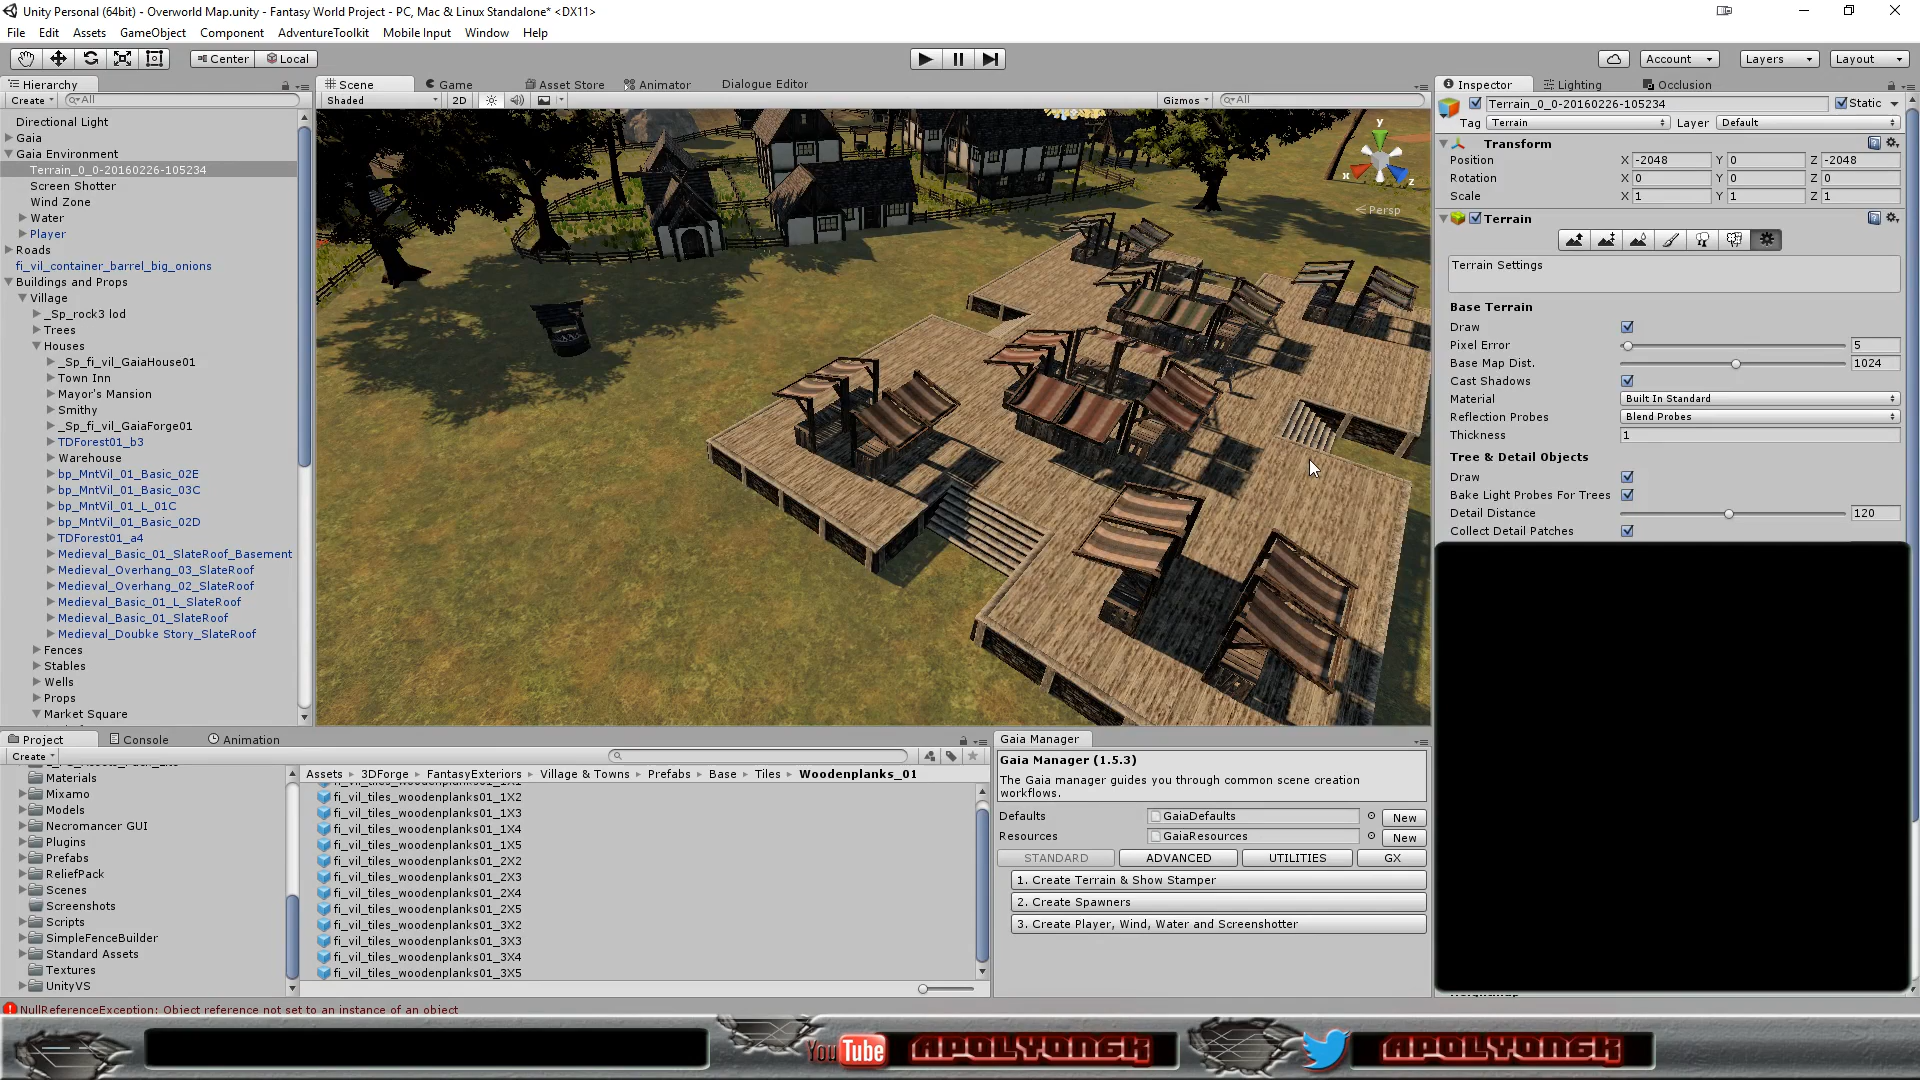 Unity Personal (64bit) - Overworld Map.unity - Fantasy World Project - PC, Mac & Linux Standalone* <DX11>
File Edit Assets GameObject Component AdventureToolkit Mobile Input Window Help
Center Local Account Layers Layout
Hierarchy
Create All
Directional Light
Gaia
Gaia Environment
Terrain_0_0-20160226-105234
Screen Shotter
Wind Zone
Water
Player
Roads
fi_vil_container_barrel_big_onions
Buildings and Props
Village
_Sp_rock3 lod
Trees
Houses
_Sp_fi_vil_GaiaHouse01
Town Inn
Mayor's Mansion
Smithy
_Sp_fi_vil_GaiaForge01
TDForest01_b3
Warehouse
bp_MntVil_01_Basic_02E
bp_MntVil_01_Basic_03C
bp_MntVil_01_L_01C
bp_MntVil_01_Basic_02D
TDForest01_a4
Medieval_Basic_01_SlateRoof_Basement
Medieval_Overhang_03_SlateRoof
Medieval_Overhang_02_SlateRoof
Medieval_Basic_01_L_SlateRoof
Medieval_Basic_01_SlateRoof
Medieval_Doubke Story_SlateRoof
Fences
Stables
Wells
Props
Market Square
Scene Game Asset Store Animator Dialogue Editor
Shaded 2D Gizmos All
y
x
z
Persp
Inspector Lighting Occlusion
Terrain_0_0-20160226-105234 Static
Tag Terrain Layer Default
Transform
Position X -2048 Y 0 Z -2048
Rotation X 0 Y 0 Z 0
Scale X 1 Y 1 Z 1
Terrain
Terrain Settings
Base Terrain
Draw
Pixel Error 5
Base Map Dist. 1024
Cast Shadows
Material Built In Standard
Reflection Probes Blend Probes
Thickness 1
Tree & Detail Objects
Draw
Bake Light Probes For Trees
Detail Distance 120
Collect Detail Patches
Project Console Animation
Create
Materials
Mixamo
Models
Necromancer GUI
Plugins
Prefabs
ReliefPack
Scenes
Screenshots
Scripts
SimpleFenceBuilder
Standard Assets
Textures
UnityVS
Assets 3DForge FantasyExteriors Village & Towns Prefabs Base Tiles Woodenplanks_01
fi_vil_tiles_woodenplanks01_1X2
fi_vil_tiles_woodenplanks01_1X3
fi_vil_tiles_woodenplanks01_1X4
fi_vil_tiles_woodenplanks01_1X5
fi_vil_tiles_woodenplanks01_2X2
fi_vil_tiles_woodenplanks01_2X3
fi_vil_tiles_woodenplanks01_2X4
fi_vil_tiles_woodenplanks01_2X5
fi_vil_tiles_woodenplanks01_3X2
fi_vil_tiles_woodenplanks01_3X3
fi_vil_tiles_woodenplanks01_3X4
fi_vil_tiles_woodenplanks01_3X5
Gaia Manager
Gaia Manager (1.5.3)
The Gaia manager guides you through common scene creation
workflows.
Defaults GaiaDefaults New
Resources GaiaResources New
STANDARD ADVANCED UTILITIES GX
1. Create Terrain & Show Stamper
2. Create Spawners
3. Create Player, Wind, Water and Screenshotter
NullReferenceException: Object reference not set to an instance of an object
YouTube APOLYON6K APOLYON6K